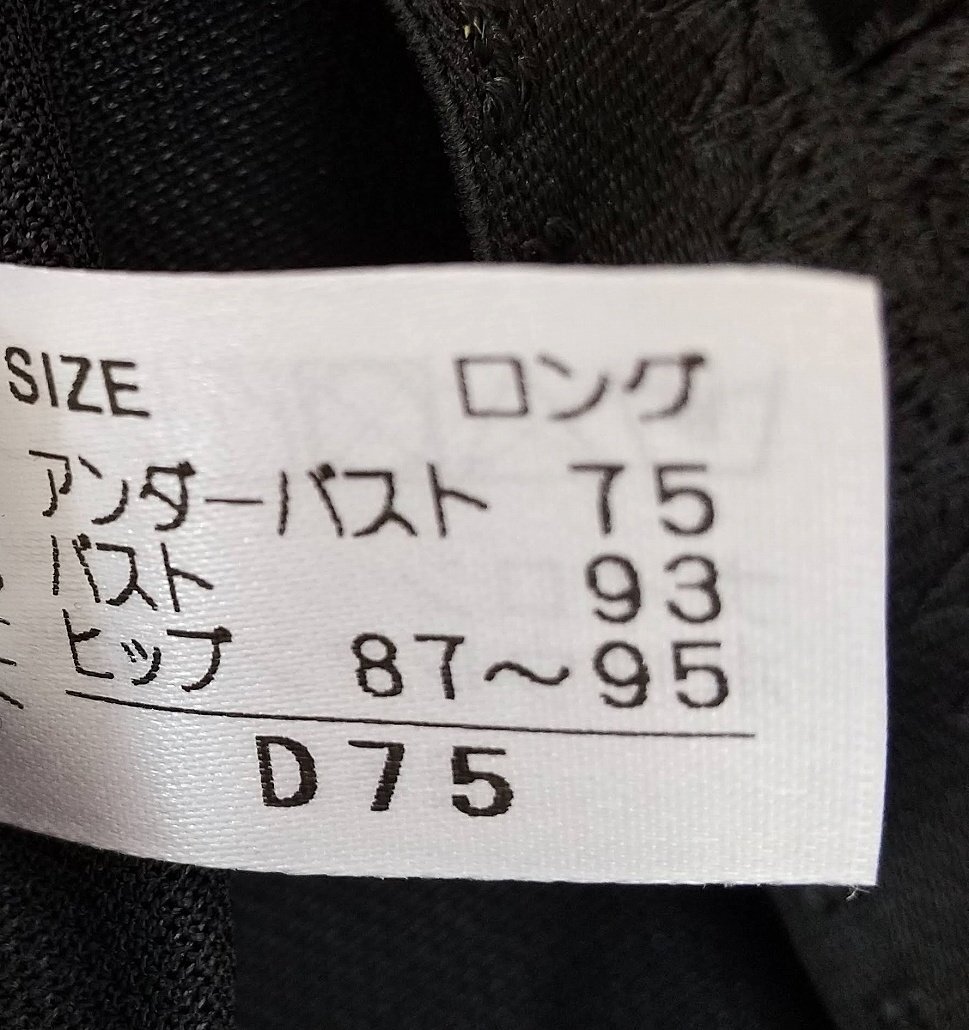 SIZE ロング
アンダーバスト 75
バスト 93
ヒップ 87～95
D75